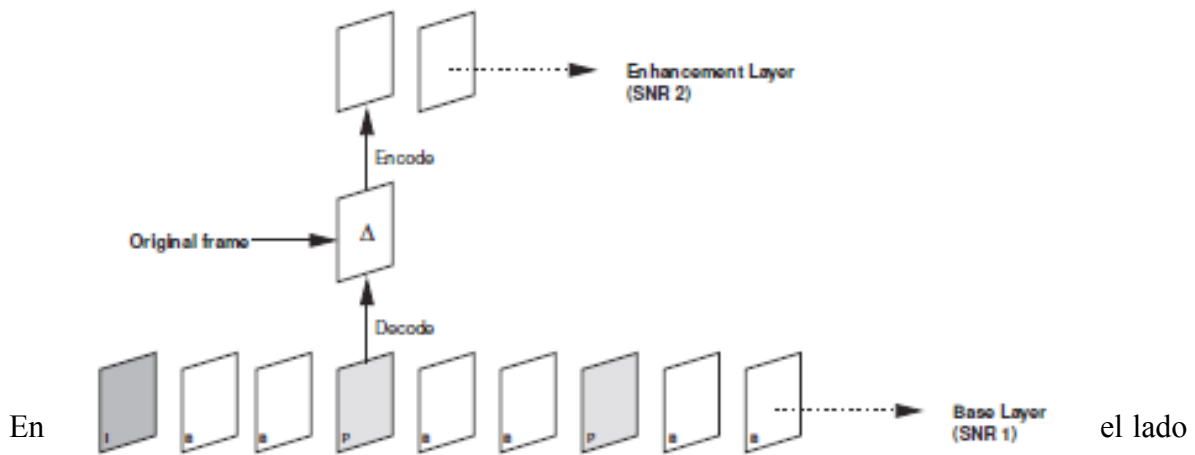 Enhancement Layer
(SNR 2)
Encode
Original frame
Δ
Decode
I B B P B B P B B
Base Layer
(SNR 1)
En el lado